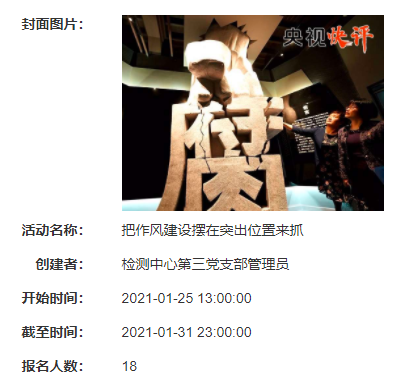 封面图片：
央视快评
腐
活动名称： 把作风建设摆在突出位置来抓
创建者： 检测中心第三党支部管理员
开始时间： 2021-01-25 13:00:00
截至时间： 2021-01-31 23:00:00
报名人数： 18